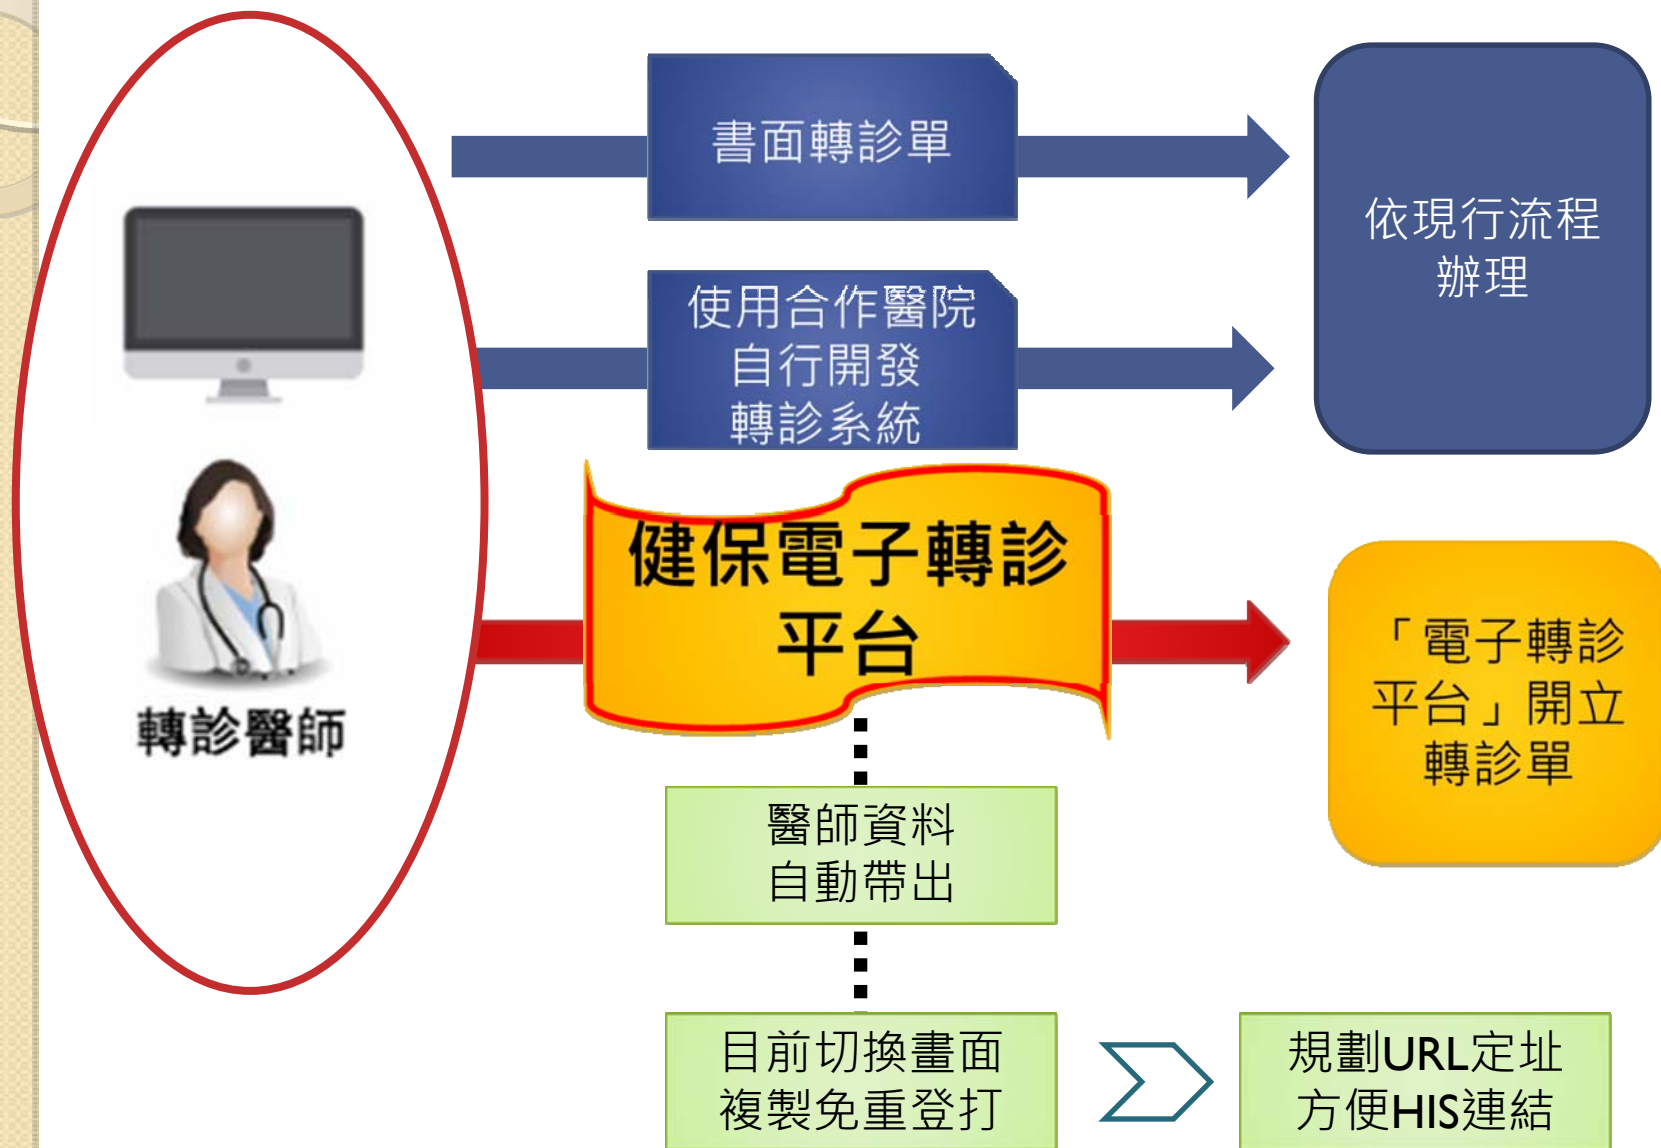 書面轉診單
依現行流程
辦理
使用合作醫院
自行開發
轉診系統
健保電子轉診
平台
「電子轉診
平台」開立
轉診單
轉診醫師
醫師資料
自動帶出
目前切換畫面
複製免重登打
規劃URL定址
方便HIS連結